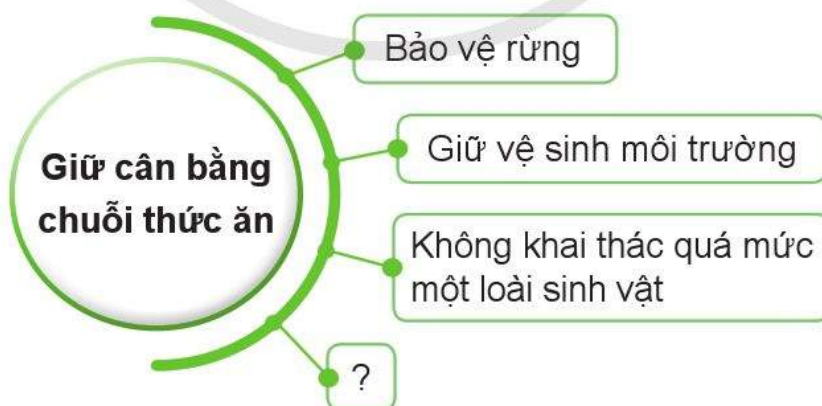 Bảo vệ rừng
Giữ cân bằng
chuỗi thức ăn
Giữ vệ sinh môi trường
Không khai thác quá mức
một loài sinh vật
?